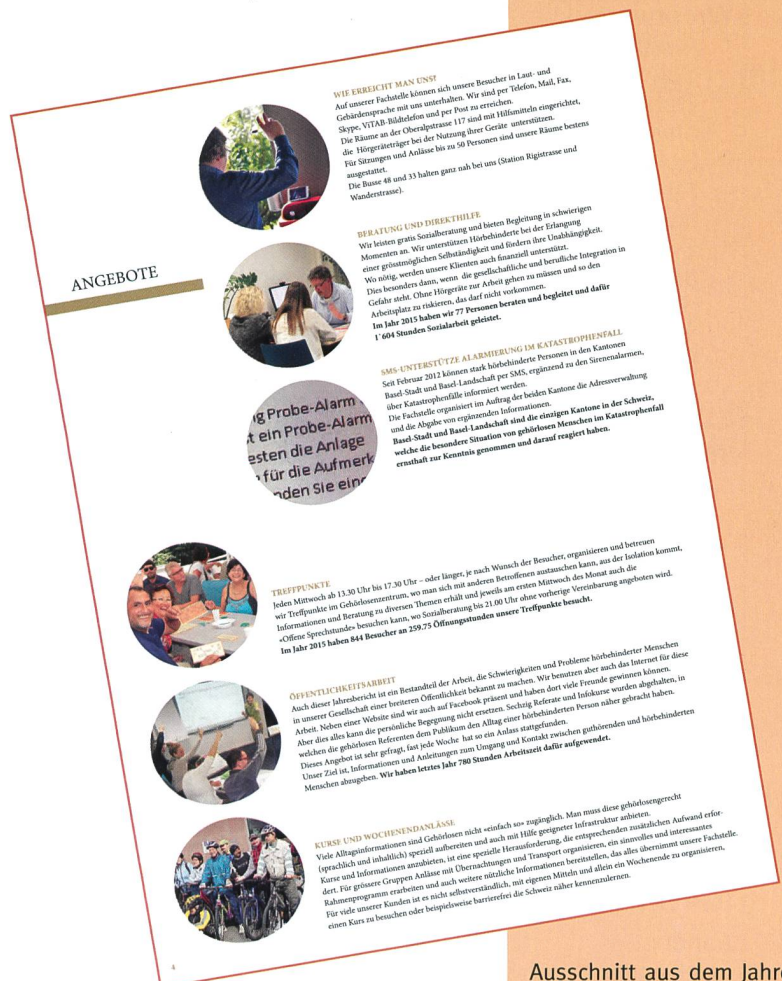 ANGEBOTE
WIE ERREICHT MAN UNS?
Auf unserer Fachstelle können sich unsere Besucher in Laut- und
Gebärdensprache mit uns unterhalten. Wir sind per Telefon, Mail, Fax,
Skype, ViTAB-Bildtelefon und per Post zu erreichen.
Die Räume an der Oberalpstrasse 117 sind mit Hilfsmitteln eingerichtet,
die Hörgeräteträger bei der Nutzung ihrer Geräte unterstützen.
Für Sitzungen und Anlässe bis zu 50 Personen sind unsere Räume bestens
ausgestattet.
Die Busse 48 und 33 halten ganz nah bei uns (Station Rigistrasse und
Wanderstrasse).
BERATUNG UND DIREKTHILFE
Wir leisten gratis Sozialberatung und bieten Begleitung in schwierigen
Momenten an. Wir unterstützen Hörbehinderte bei der Erlangung
einer grösstmöglichen Selbständigkeit und fördern ihre Unabhängigkeit.
Wo nötig, werden unsere Klienten auch finanziell unterstützt.
Dies besonders dann, wenn die gesellschaftliche und berufliche Integration in
Gefahr steht. Ohne Hörgeräte zur Arbeit gehen zu müssen und so den
Arbeitsplatz zu riskieren, das darf nicht vorkommen.
Im Jahr 2015 haben wir 77 Personen beraten und begleitet und dafür
1`604 Stunden Sozialarbeit geleistet.
SMS-UNTERSTÜTZE ALARMIERUNG IM KATASTROPHENFALL
Seit Februar 2012 können stark hörbehinderte Personen in den Kantonen
Basel-Stadt und Basel-Landschaft per SMS, ergänzend zu den Sirenenalarmen,
über Katastrophenfälle informiert werden.
Die Fachstelle organisiert im Auftrag der beiden Kantone die Adressverwaltung
und die Abgabe von ergänzenden Informationen.
Basel-Stadt und Basel-Landschaft sind die einzigen Kantone in der Schweiz,
welche die besondere Situation von gehörlosen Menschen im Katastrophenfall
ernsthaft zur Kenntnis genommen und darauf reagiert haben.
ig Probe-Alarm
t ein Probe-Alarm
esten die Anlage
für die Aufmerk
nden Sie eine
TREFFPUNKTE
Jeden Mittwoch ab 13.30 Uhr bis 17.30 Uhr – oder länger, je nach Wunsch der Besucher, organisieren und betreuen
wir Treffpunkte im Gehörlosenzentrum, wo man sich mit anderen Betroffenen austauschen kann, aus der Isolation kommt,
Informationen und Beratung zu diversen Themen erhält und jeweils am ersten Mittwoch des Monat auch die
«Offene Sprechstunde» besuchen kann, wo Sozialberatung bis 21.00 Uhr ohne vorherige Vereinbarung angeboten wird.
Im Jahr 2015 haben 844 Besucher an 259.75 Öffnungsstunden unsere Treffpunkte besucht.
ÖFFENTLICHKEITSARBEIT
Auch dieser Jahresbericht ist ein Bestandteil der Arbeit, die Schwierigkeiten und Probleme hörbehinderter Menschen
in unserer Gesellschaft einer breiteren Öffentlichkeit bekannt zu machen. Wir benutzen aber auch das Internet für diese
Arbeit. Neben einer Website sind wir auch auf Facebook präsent und haben dort viele Freunde gewinnen können.
Aber dies alles kann die persönliche Begegnung nicht ersetzen. Sechzig Referate und Infokurse wurden abgehalten, in
welchen die gehörlosen Referenten dem Publikum den Alltag einer hörbehinderten Person näher gebracht haben.
Dieses Angebot ist sehr gefragt, fast jede Woche hat so ein Anlass stattgefunden.
Unser Ziel ist, Informationen und Anleitungen zum Umgang und Kontakt zwischen guthörenden und hörbehinderten
Menschen abzugeben. Wir haben letztes Jahr 780 Stunden Arbeitszeit dafür aufgewendet.
KURSE UND WOCHENENDANLÄSSE
Viele Alltagsinformationen sind Gehörlosen nicht «einfach so» zugänglich. Man muss diese gehörlosengerecht
(sprachlich und inhaltlich) speziell aufbereiten und auch mit Hilfe geeigneter Infrastruktur anbieten.
Kurse und Informationen anzubieten, ist eine spezielle Herausforderung, die entsprechenden zusätzlichen Aufwand erfor-
dert. Für grössere Gruppen Anlässe mit Übernachtungen und Transport organisieren, ein sinnvolles und interessantes
Rahmenprogramm erarbeiten und auch weitere nützliche Informationen bereitstellen, das alles übernimmt unsere Fachstelle.
Für viele unserer Kunden ist es nicht selbstverständlich, mit eigenen Mitteln und allein ein Wochenende zu organisieren,
einen Kurs zu besuchen oder beispielsweise barrierefrei die Schweiz näher kennenzulernen.
4
Ausschnitt aus dem Jahre